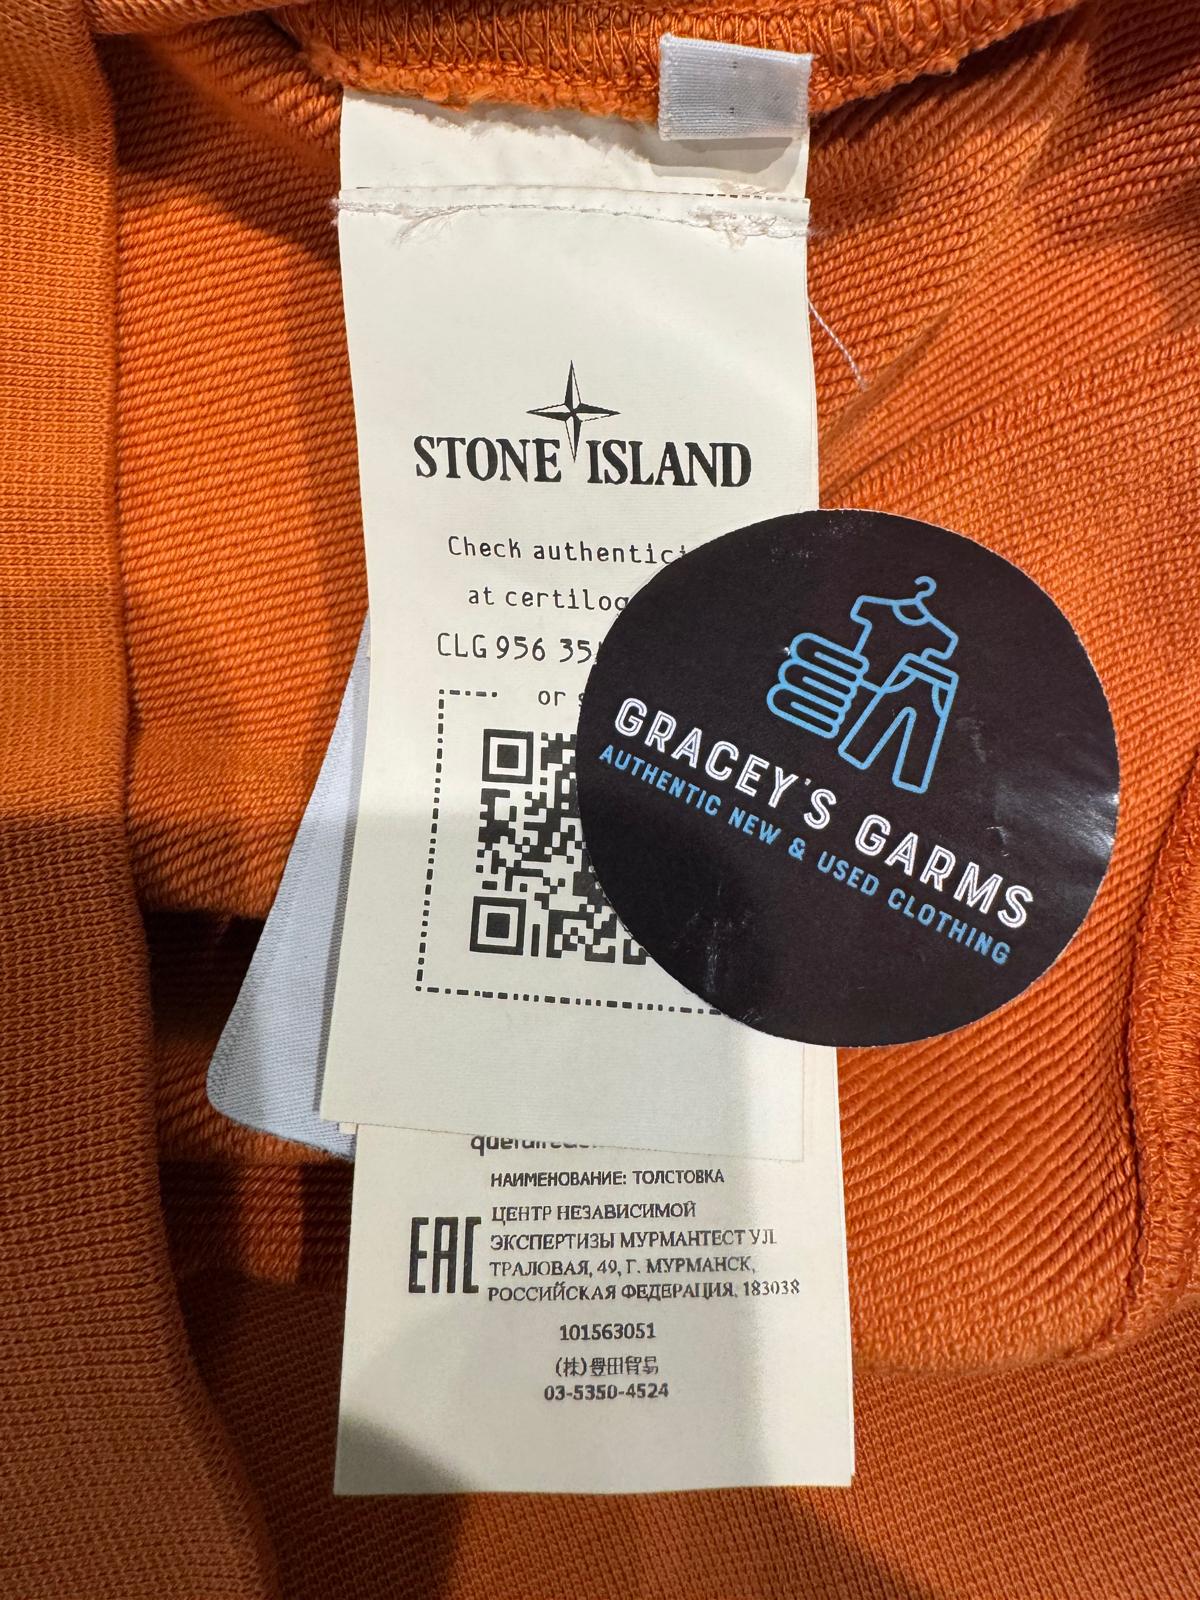 STONE ISLAND
Check authentici
at certilog
CLG 956 35
or
GRACEY'S GARMS
AUTHENTIC NEW & USED CLOTHING
НАИМЕНОВАНИЕ: ТОЛСТОВКА
EAC
ЦЕНТР НЕЗАВИСИМОЙ
ЭКСПЕРТИЗЫ МУРМАНТЕСТ УЛ.
ТРАЛОВАЯ, 49, Г. МУРМАНСК,
РОССИЙСКАЯ ФЕДЕРАЦИЯ, 183038
101563051
(株)豊田貿易
03-5350-4524